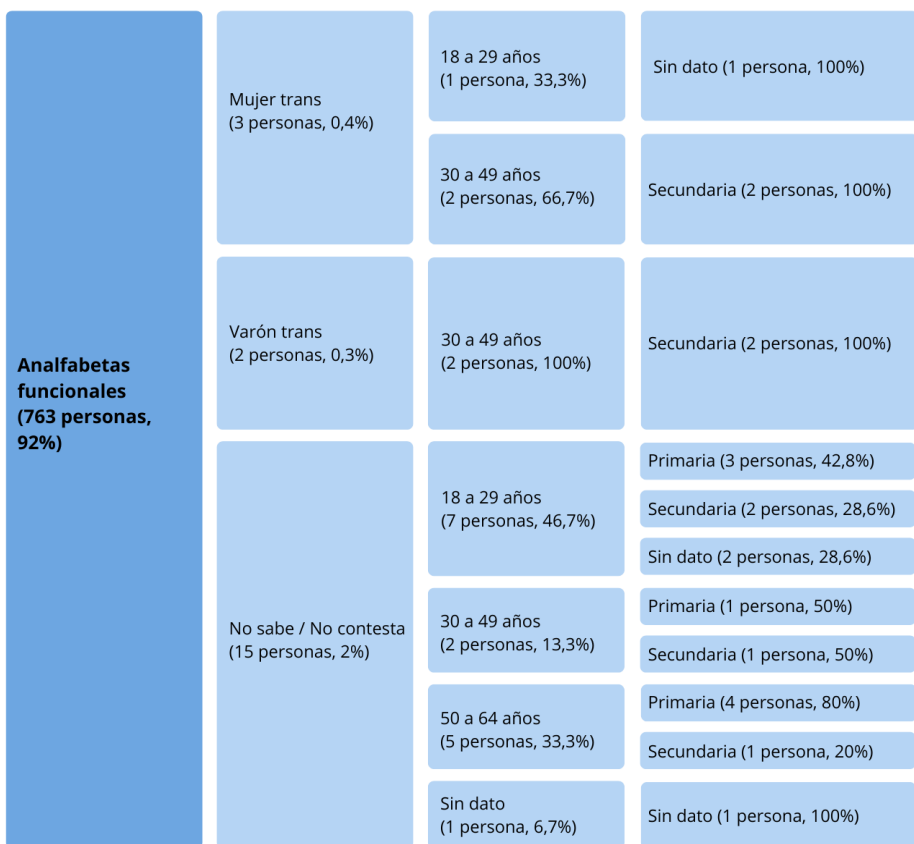 Analfabetas
funcionales
(763 personas,
92%)
Mujer trans
(3 personas, 0,4%)
18 a 29 años
(1 persona, 33,3%)
Sin dato (1 persona, 100%)
30 a 49 años
(2 personas, 66,7%)
Secundaria (2 personas, 100%)
Varón trans
(2 personas, 0,3%)
30 a 49 años
(2 personas, 100%)
Secundaria (2 personas, 100%)
No sabe / No contesta
(15 personas, 2%)
18 a 29 años
(7 personas, 46,7%)
Primaria (3 personas, 42,8%)
Secundaria (2 personas, 28,6%)
Sin dato (2 personas, 28,6%)
30 a 49 años
(2 personas, 13,3%)
Primaria (1 persona, 50%)
Secundaria (1 persona, 50%)
50 a 64 años
(5 personas, 33,3%)
Primaria (4 personas, 80%)
Secundaria (1 persona, 20%)
Sin dato
(1 persona, 6,7%)
Sin dato (1 persona, 100%)